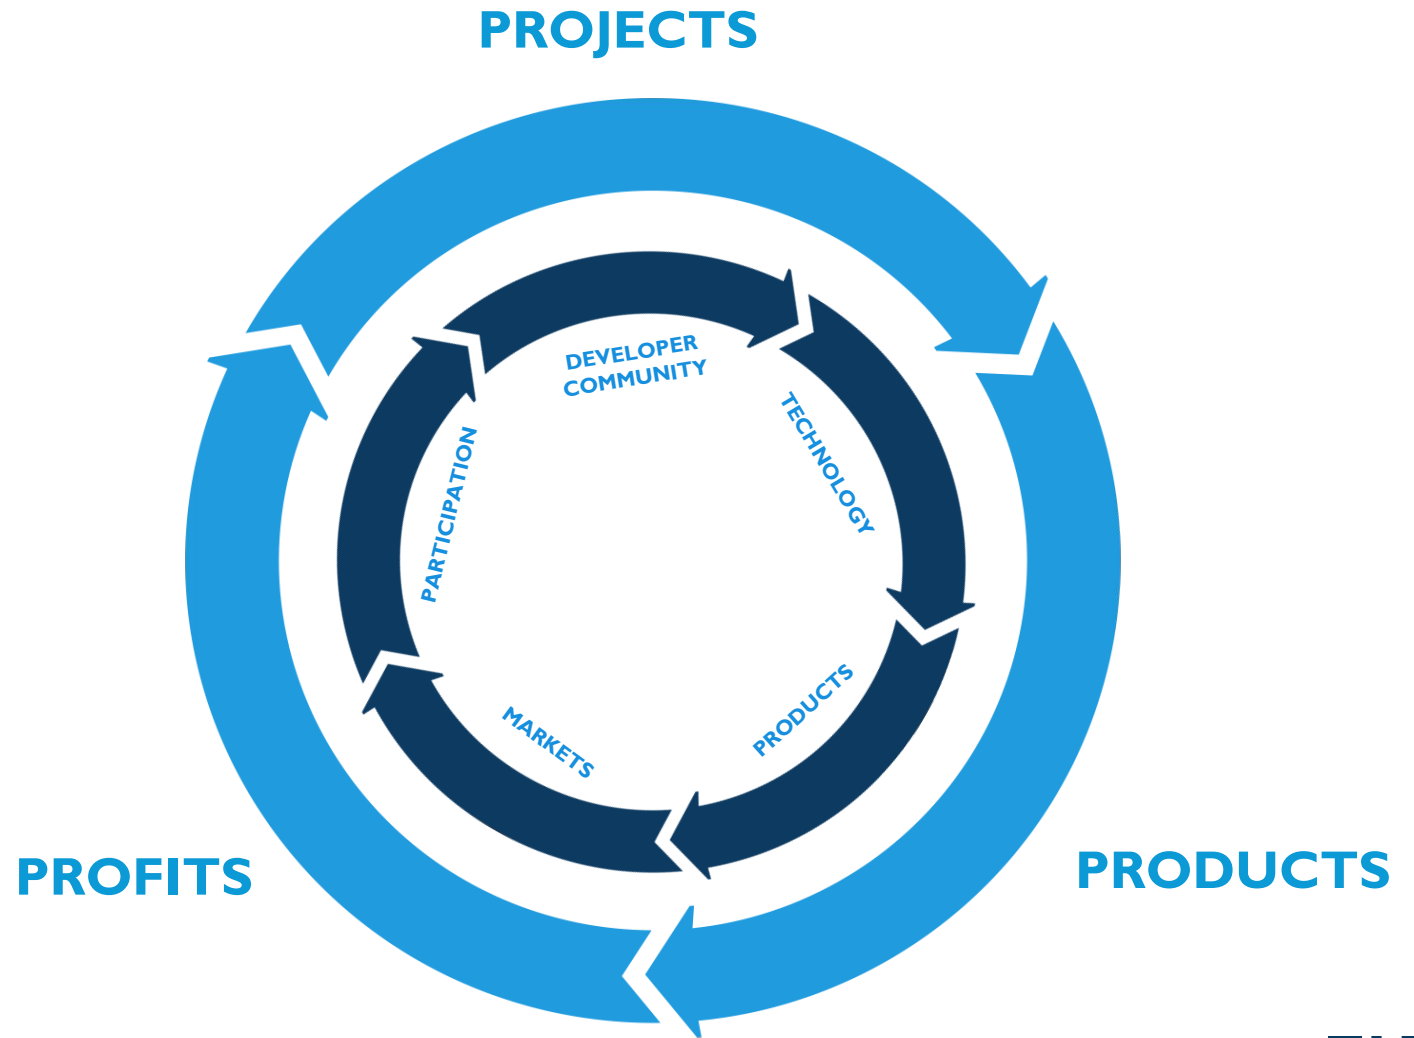 PROJECTS
DEVELOPER
COMMUNITY
TECHNOLOGY
PARTICIPATION
PRODUCTS
MARKETS
PROFITS
PRODUCTS